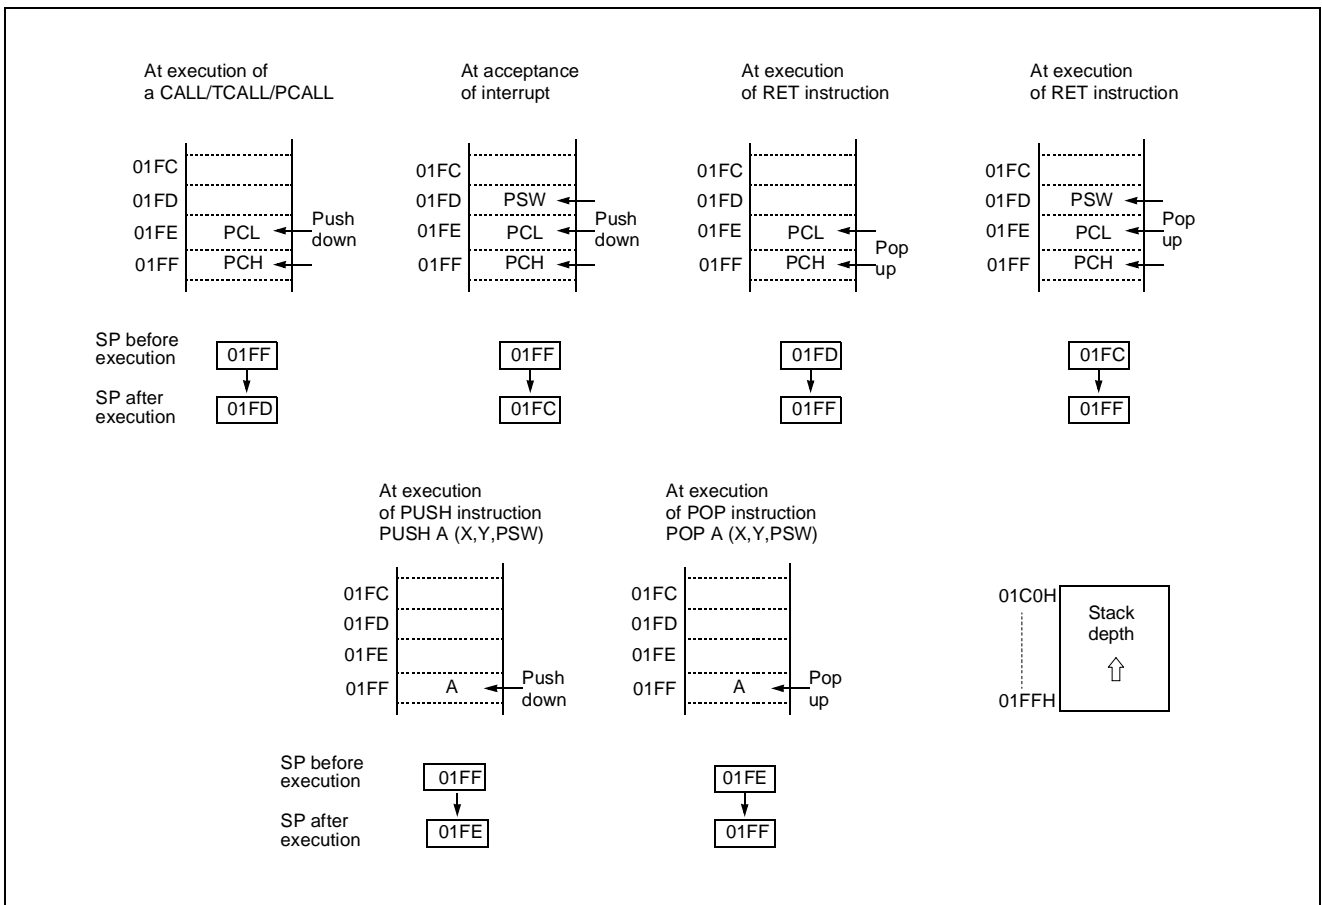 At execution of
a CALL/TCALL/PCALL
01FC
01FD
01FE
01FF
PCL
PCH
Push
down
SP before
execution
01FF
SP after
execution
01FD
At acceptance
of interrupt
01FC
01FD
01FE
01FF
PSW
PCL
PCH
Push
down
01FF
01FC
At execution
of RET instruction
01FC
01FD
01FE
01FF
PCL
PCH
Pop
up
01FD
01FF
At execution
of RET instruction
01FC
01FD
01FE
01FF
PSW
PCL
PCH
Pop
up
01FC
01FF
At execution
of PUSH instruction
PUSH A (X,Y,PSW)
01FC
01FD
01FE
01FF
A
Push
down
SP before
execution
01FF
SP after
execution
01FE
At execution
of POP instruction
POP A (X,Y,PSW)
01FC
01FD
01FE
01FF
A
Pop
up
01FE
01FF
01C0H
01FFH
Stack
depth